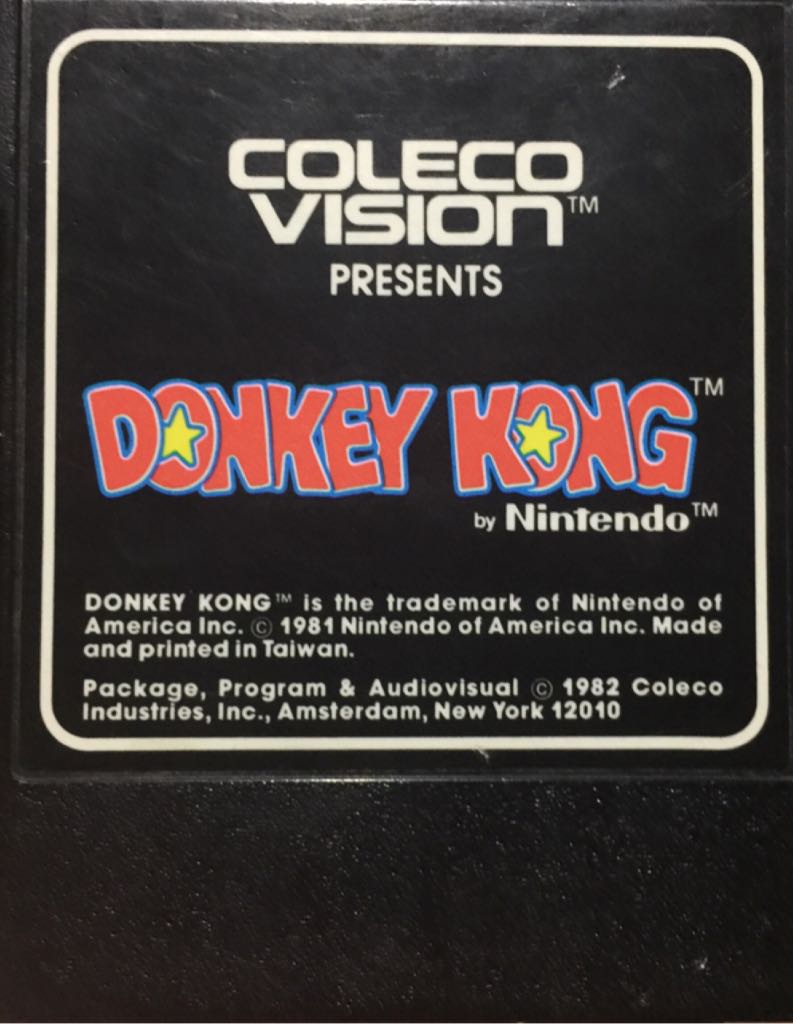 COLECO
VISION™
PRESENTS
DONKEY KONG™
by Nintendo™
DONKEY KONG™ is the trademark of Nintendo of
America Inc. © 1981 Nintendo of America Inc. Made
and printed in Taiwan.
Package, Program & Audiovisual © 1982 Coleco
Industries, Inc., Amsterdam, New York 12010